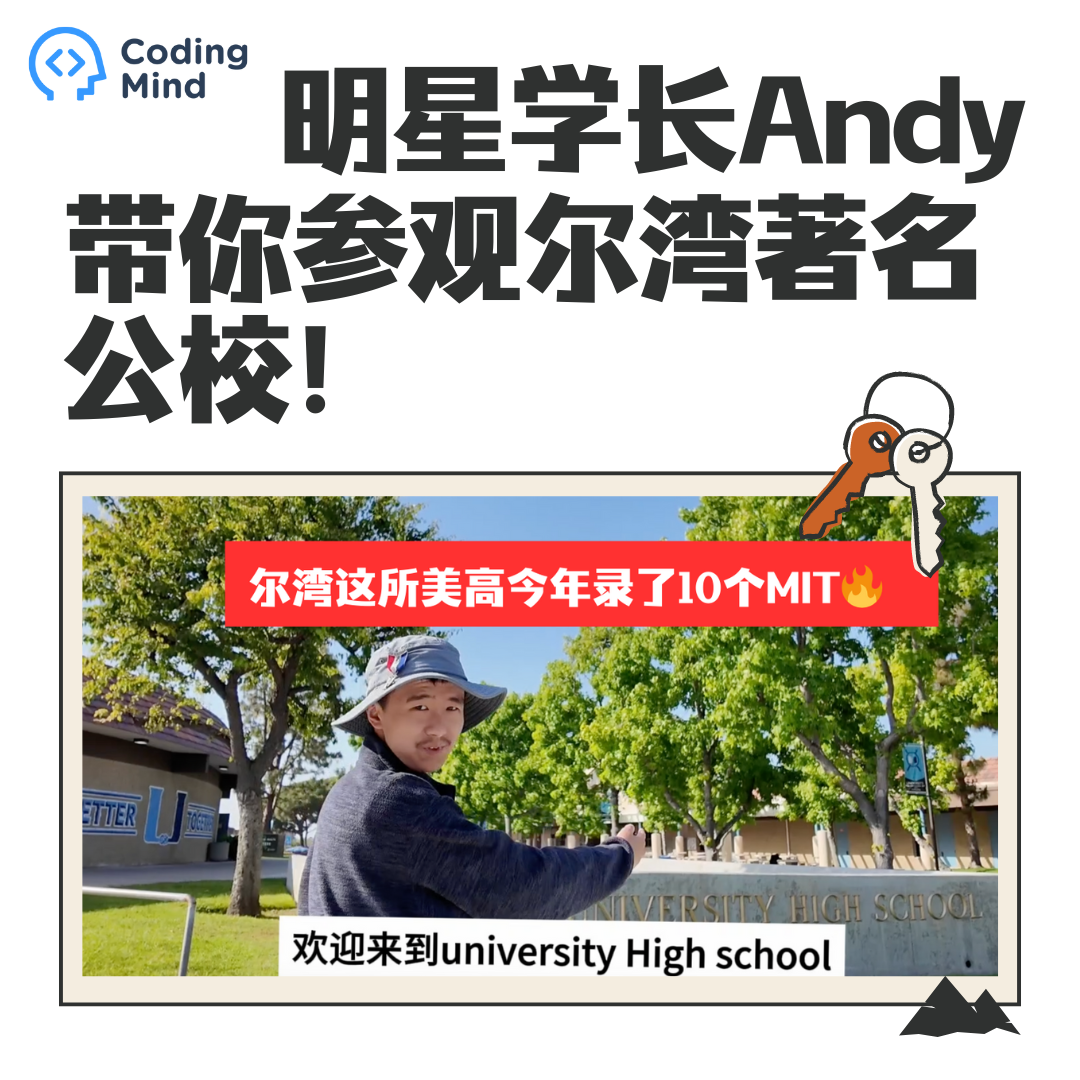 Coding
Mind
明星学长Andy
带你参观尔湾著名
公校!
尔湾这所美高今年录了10个MIT🔥
ETTER
U
UNIVERSITY HIGH SCHOOL
欢迎来到university High school